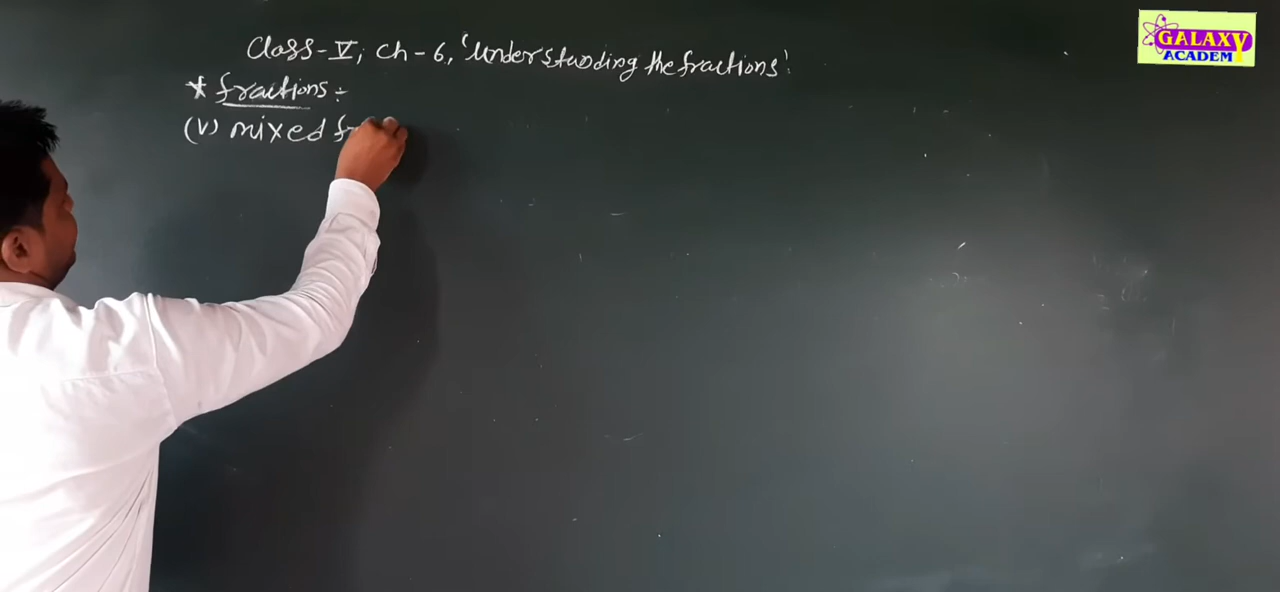 Class-V, Ch-6, 'Understanding the fractions'.
* fractions :-
(V) mixed f
GALAXY
ACADEM